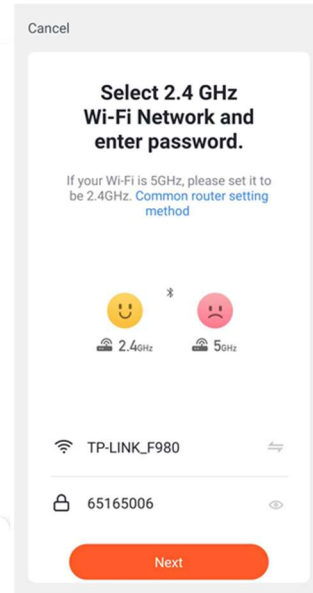 Cancel
Select 2.4 GHz
Wi-Fi Network and
enter password.
If your Wi-Fi is 5GHz, please set it to
be 2.4GHz. Common router setting
method
2.4GHz
5GHz
TP-LINK_F980
65165006
Next